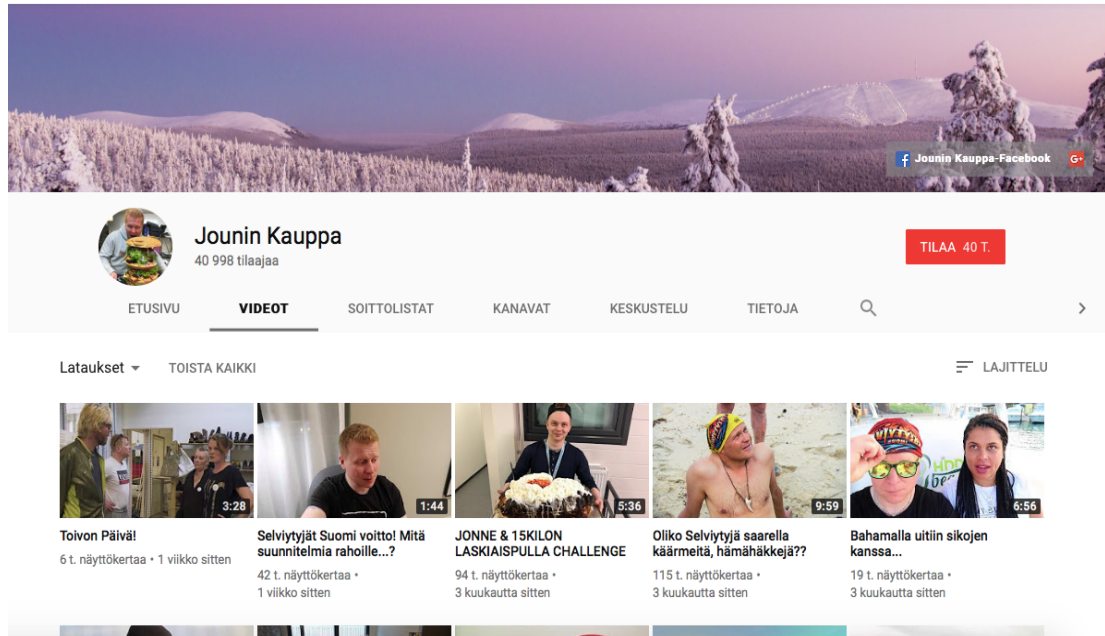 Jounin Kauppa-Facebook
G+
Jounin Kauppa
40 998 tilaajaa
TILAA 40 T.
ETUSIVU VIDEOT SOITTOLISTAT KANAVAT KESKUSTELU TIETOJA
Lataukset TOISTA KAIKKI LAJITTELU
3:28
Toivon Päivä!
6 t. näyttökertaa • 1 viikko sitten
1:44
Selviytyjät Suomi voitto! Mitä
suunnitelmia rahoille...?
42 t. näyttökertaa •
1 viikko sitten
5:36
JONNE & 15KILON
LASKIAISPULLA CHALLENGE
94 t. näyttökertaa •
3 kuukautta sitten
9:59
Oliko Selviytyjä saarella
käärmeitä, hämähäkkejä??
115 t. näyttökertaa •
3 kuukautta sitten
6:56
Bahamalla uitiin sikojen
kanssa...
19 t. näyttökertaa •
3 kuukautta sitten